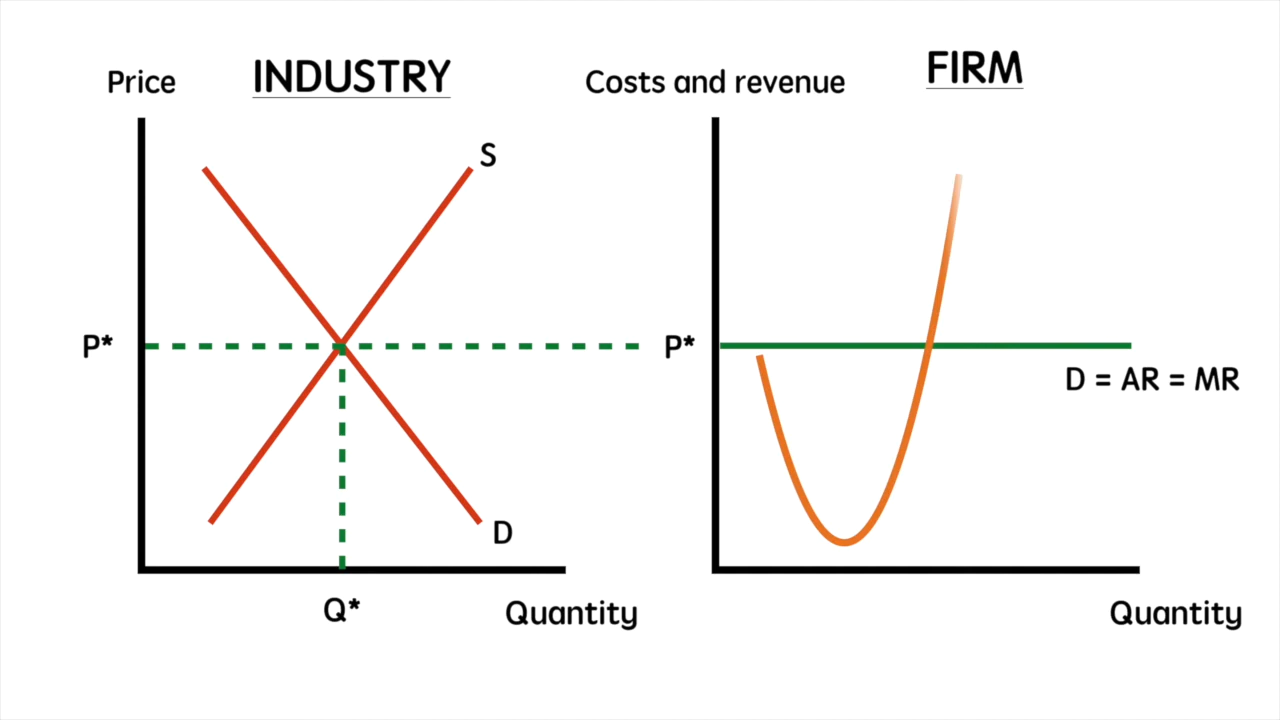 INDUSTRY
Price
S
P*
D
Q*
Quantity
FIRM
Costs and revenue
P*
D = AR = MR
Quantity